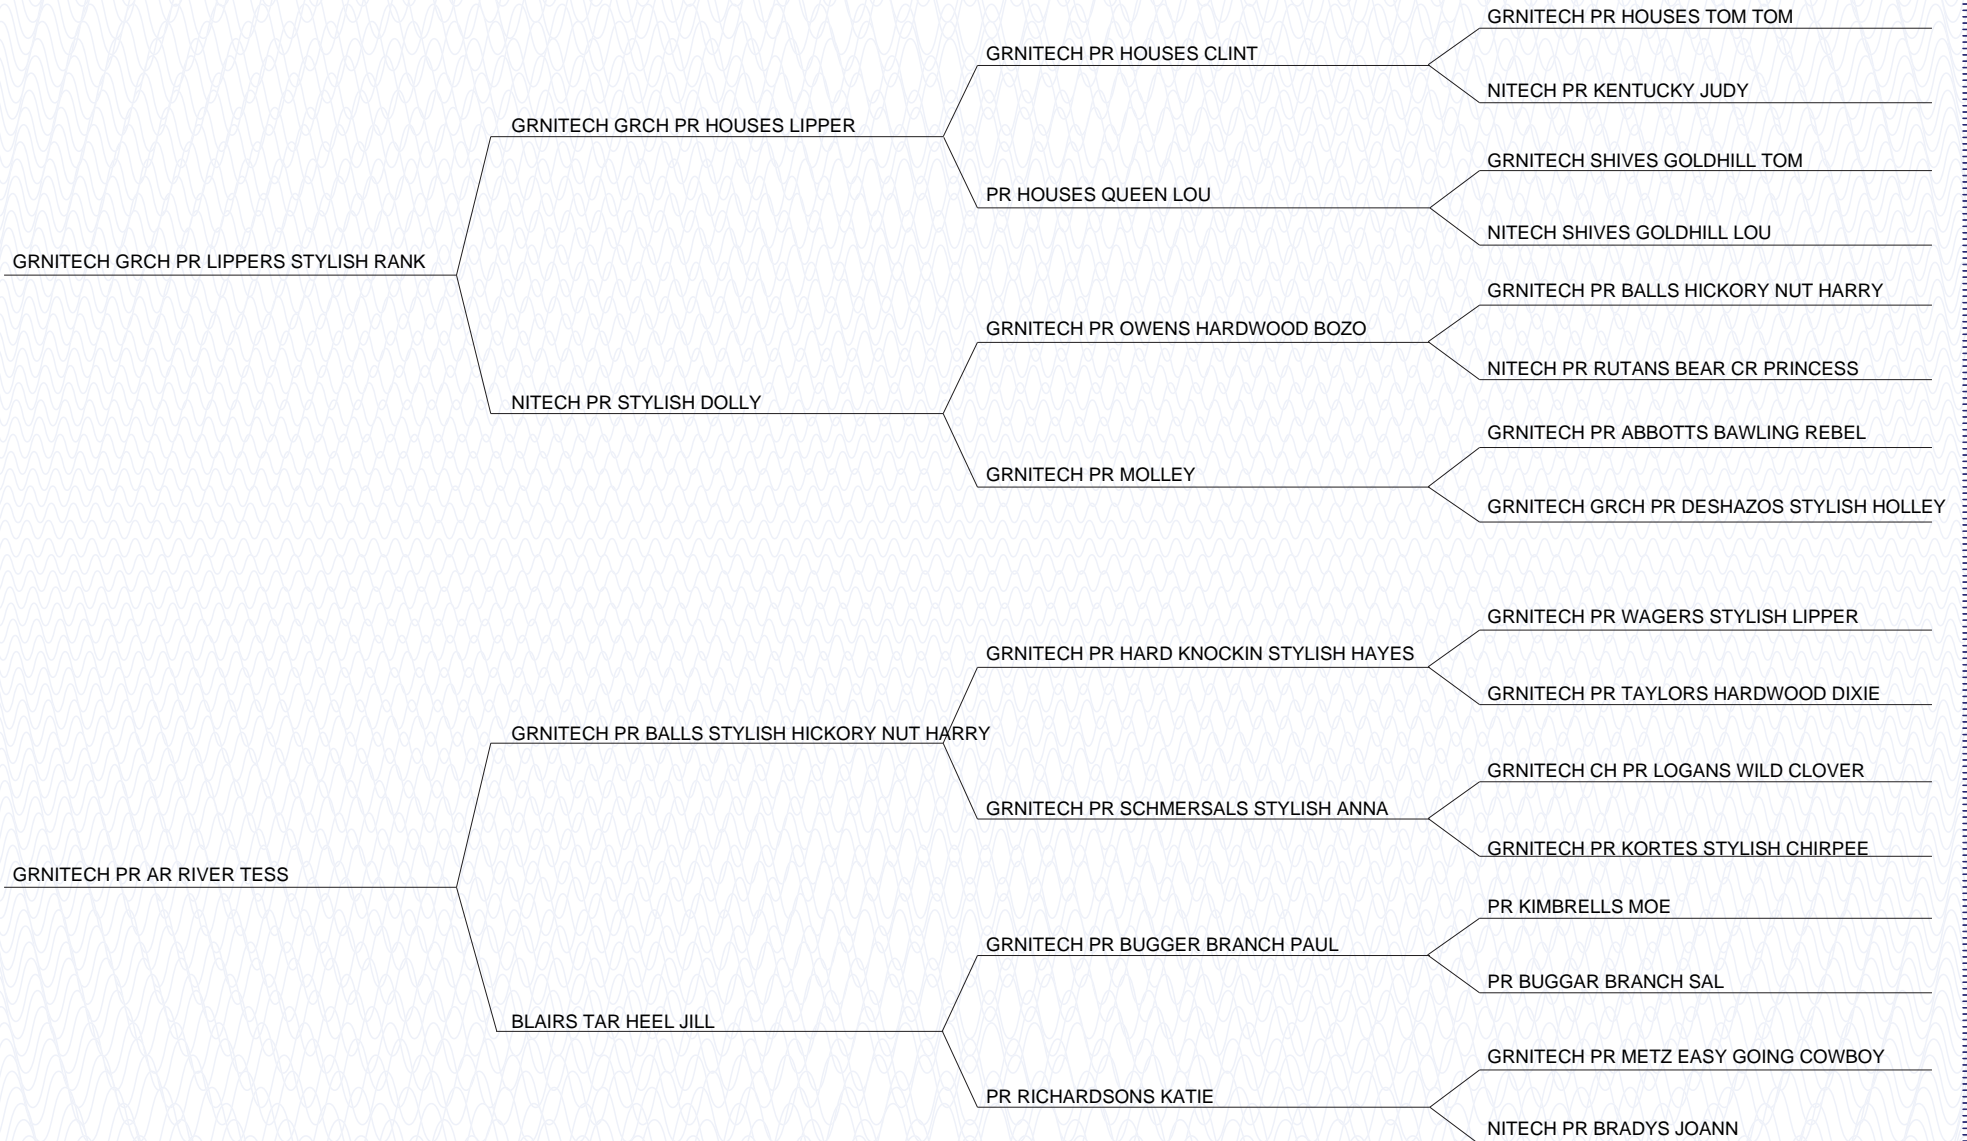 GRNITECH PR HOUSES TOM TOM
GRNITECH PR HOUSES CLINT
NITECH PR KENTUCKY JUDY
GRNITECH GRCH PR HOUSES LIPPER
GRNITECH SHIVES GOLDHILL TOM
PR HOUSES QUEEN LOU
NITECH SHIVES GOLDHILL LOU
GRNITECH GRCH PR LIPPERS STYLISH RANK
GRNITECH PR BALLS HICKORY NUT HARRY
GRNITECH PR OWENS HARDWOOD BOZO
NITECH PR RUTANS BEAR CR PRINCESS
NITECH PR STYLISH DOLLY
GRNITECH PR ABBOTTS BAWLING REBEL
GRNITECH PR MOLLEY
GRNITECH GRCH PR DESHAZOS STYLISH HOLLEY
GRNITECH PR WAGERS STYLISH LIPPER
GRNITECH PR HARD KNOCKIN STYLISH HAYES
GRNITECH PR TAYLORS HARDWOOD DIXIE
GRNITECH PR BALLS STYLISH HICKORY NUT HARRY
GRNITECH CH PR LOGANS WILD CLOVER
GRNITECH PR SCHMERSALS STYLISH ANNA
GRNITECH PR KORTES STYLISH CHIRPEE
GRNITECH PR AR RIVER TESS
PR KIMBRELLS MOE
GRNITECH PR BUGGER BRANCH PAUL
PR BUGGAR BRANCH SAL
BLAIRS TAR HEEL JILL
GRNITECH PR METZ EASY GOING COWBOY
PR RICHARDSONS KATIE
NITECH PR BRADYS JOANN